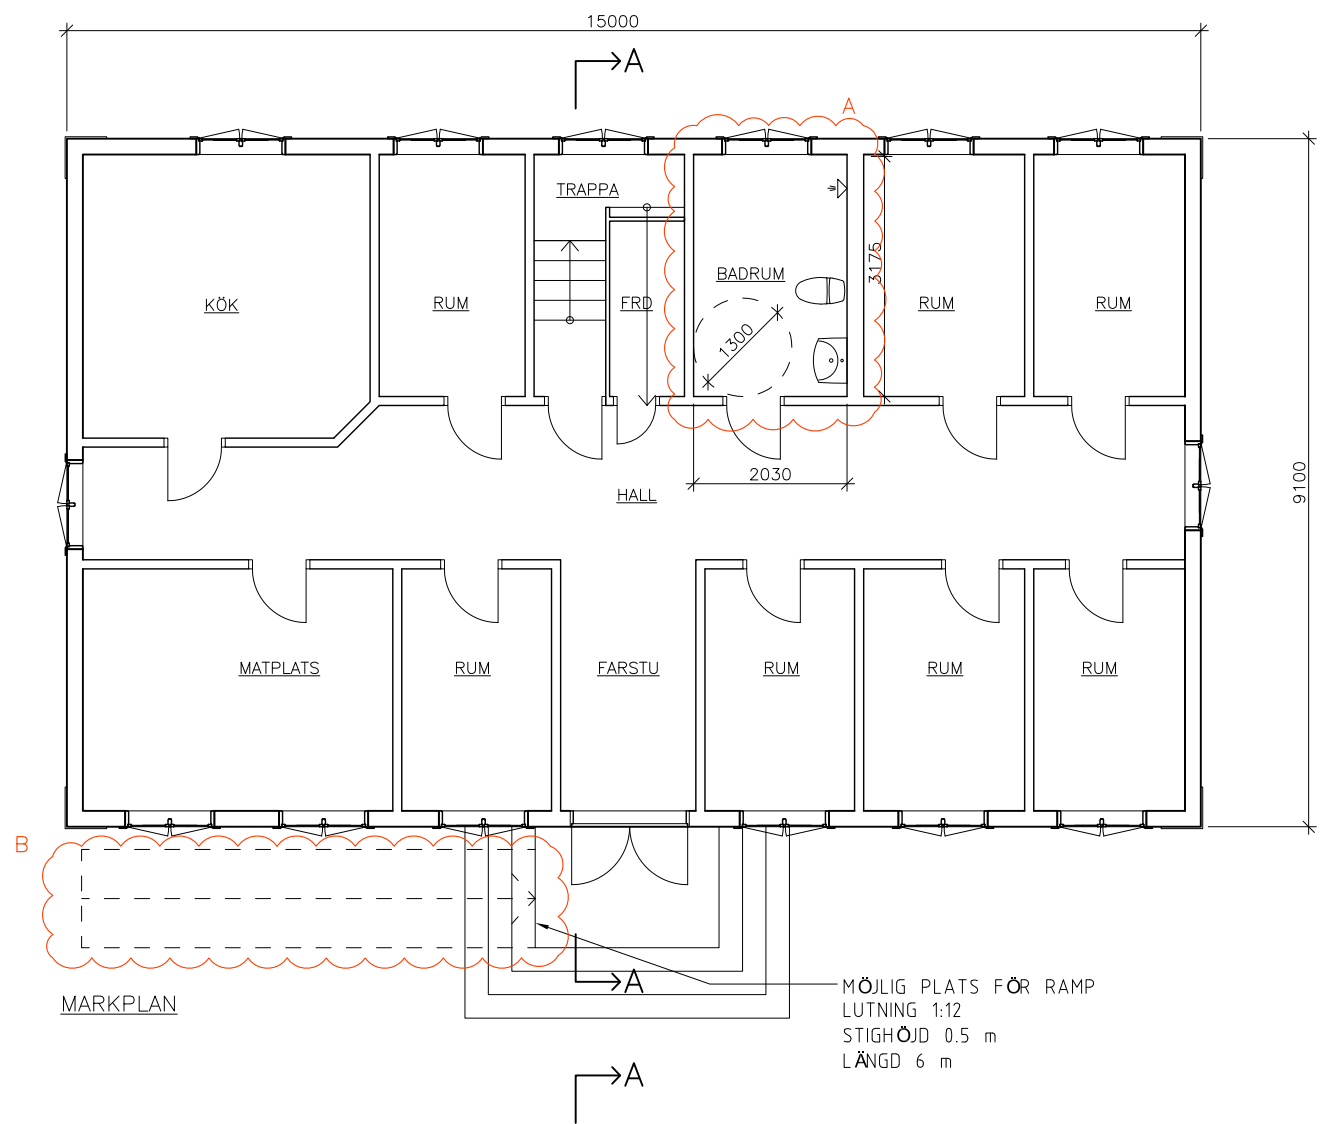 15000
A
A
TRAPPA
BADRUM
3175
KÖK
RUM
FRD
RUM
RUM
1300
2030
HALL
9100
MATPLATS
RUM
FARSTU
RUM
RUM
RUM
B
A
MARKPLAN
MÖJLIG PLATS FÖR RAMP
LUTNING 1:12
STIGHÖJD 0.5 m
LÄNGD 6 m
A